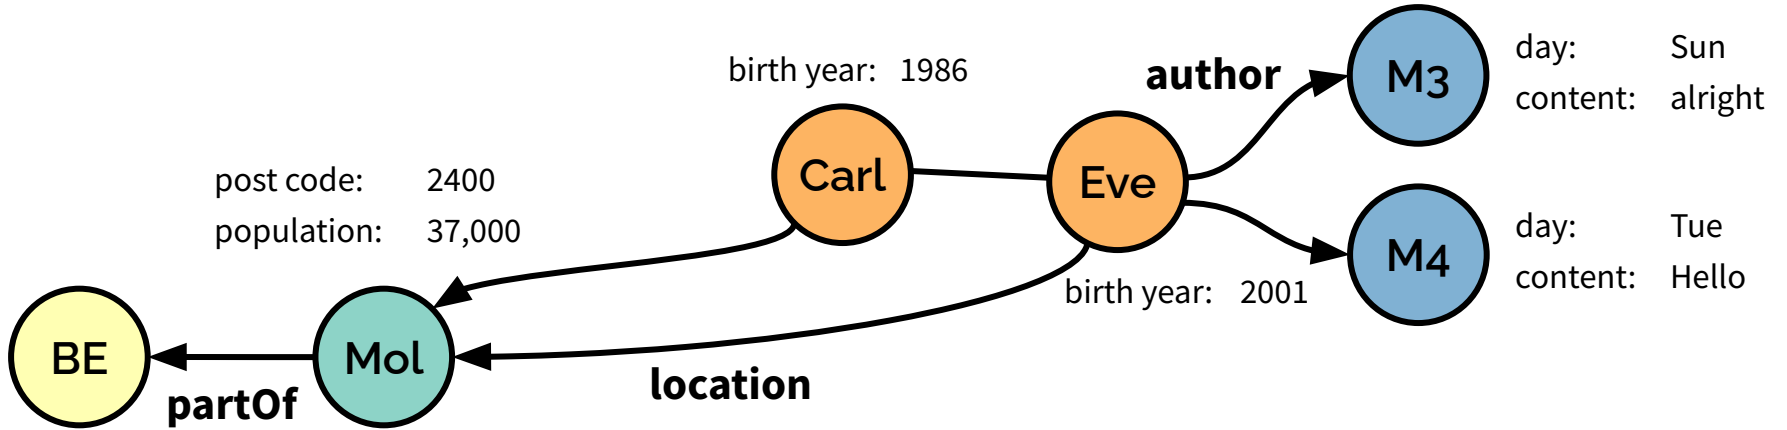 birth year: 1986
author
M3
day: Sun
content: alright
Carl
Eve
post code: 2400
population: 37,000
M4
day: Tue
content: Hello
birth year: 2001
BE
Mol
partOf
location